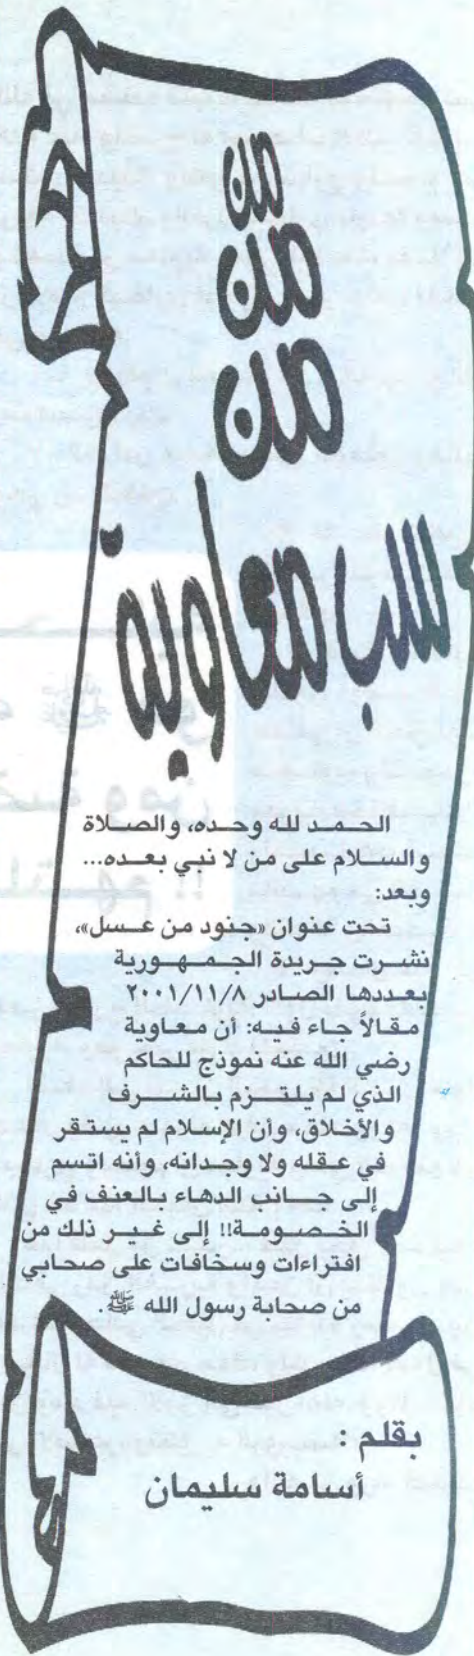 من
من
من
سب معاوية
الحمد لله وحده، والصلاة
والسلام على من لا نبي بعده...
وبعد:
تحت عنوان «جنود من عسل»،
نشرت جريدة الجمهورية
بعددها الصادر ٢٠٠١/١١/٨
مقالاً جاء فيه: أن معاوية
رضي الله عنه نموذج للحاكم
الذي لم يلتزم بالشرف
والأخلاق، وأن الإسلام لم يستقر
في عقله ولا وجدانه، وأنه اتسم
إلى جانب الدهاء بالعنف في
الخصومة!! إلى غير ذلك من
افتراءات وسخافات على صحابي
من صحابة رسول الله ﷺ.
بقلم :
أسامة سليمان